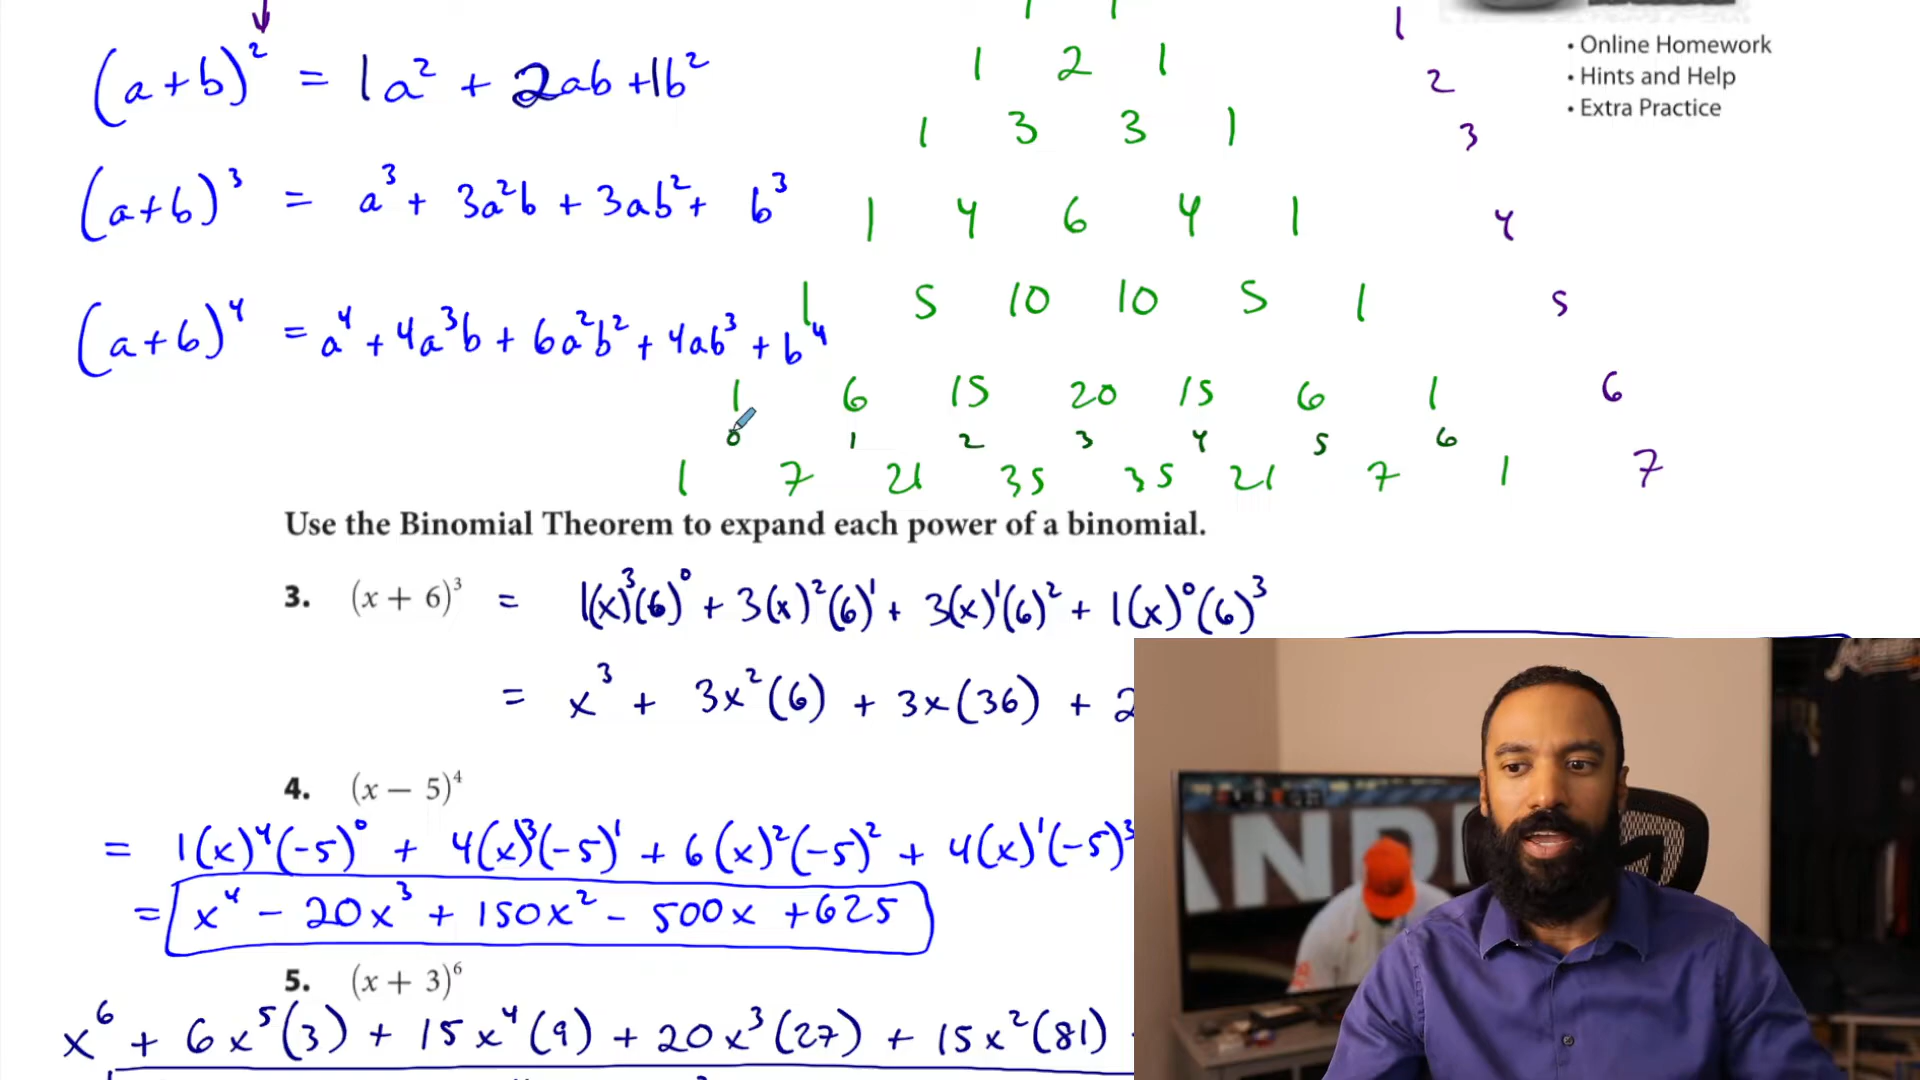 (a+b)² = 1a² + 2ab + 1b²
1 1
1 2 1
1 3 3 1
1 4 6 4 1
1 5 10 10 5 1
1 6 15 20 15 6 1
0 1 2 3 4 5 6
1 7 21 35 35 21 7 1
1
2
3
4
5
6
7
• Online Homework
• Hints and Help
• Extra Practice
(a+b)³ = a³ + 3a²b + 3ab² + b³
(a+b)⁴ = a⁴ + 4a³b + 6a²b² + 4ab³ + b⁴
Use the Binomial Theorem to expand each power of a binomial.
3. (x + 6)³ = 1(x)³(6)⁰ + 3(x)²(6)¹ + 3(x)¹(6)² + 1(x)⁰(6)³
= x³ + 3x²(6) + 3x(36) + 2
4. (x − 5)⁴
= 1(x)⁴(-5)⁰ + 4(x)³(-5)¹ + 6(x)²(-5)² + 4(x)¹(-5)³
= x⁴ − 20x³ + 150x² − 500x + 625
5. (x + 3)⁶
x⁶ + 6x⁵(3) + 15x⁴(9) + 20x³(27) + 15x²(81)